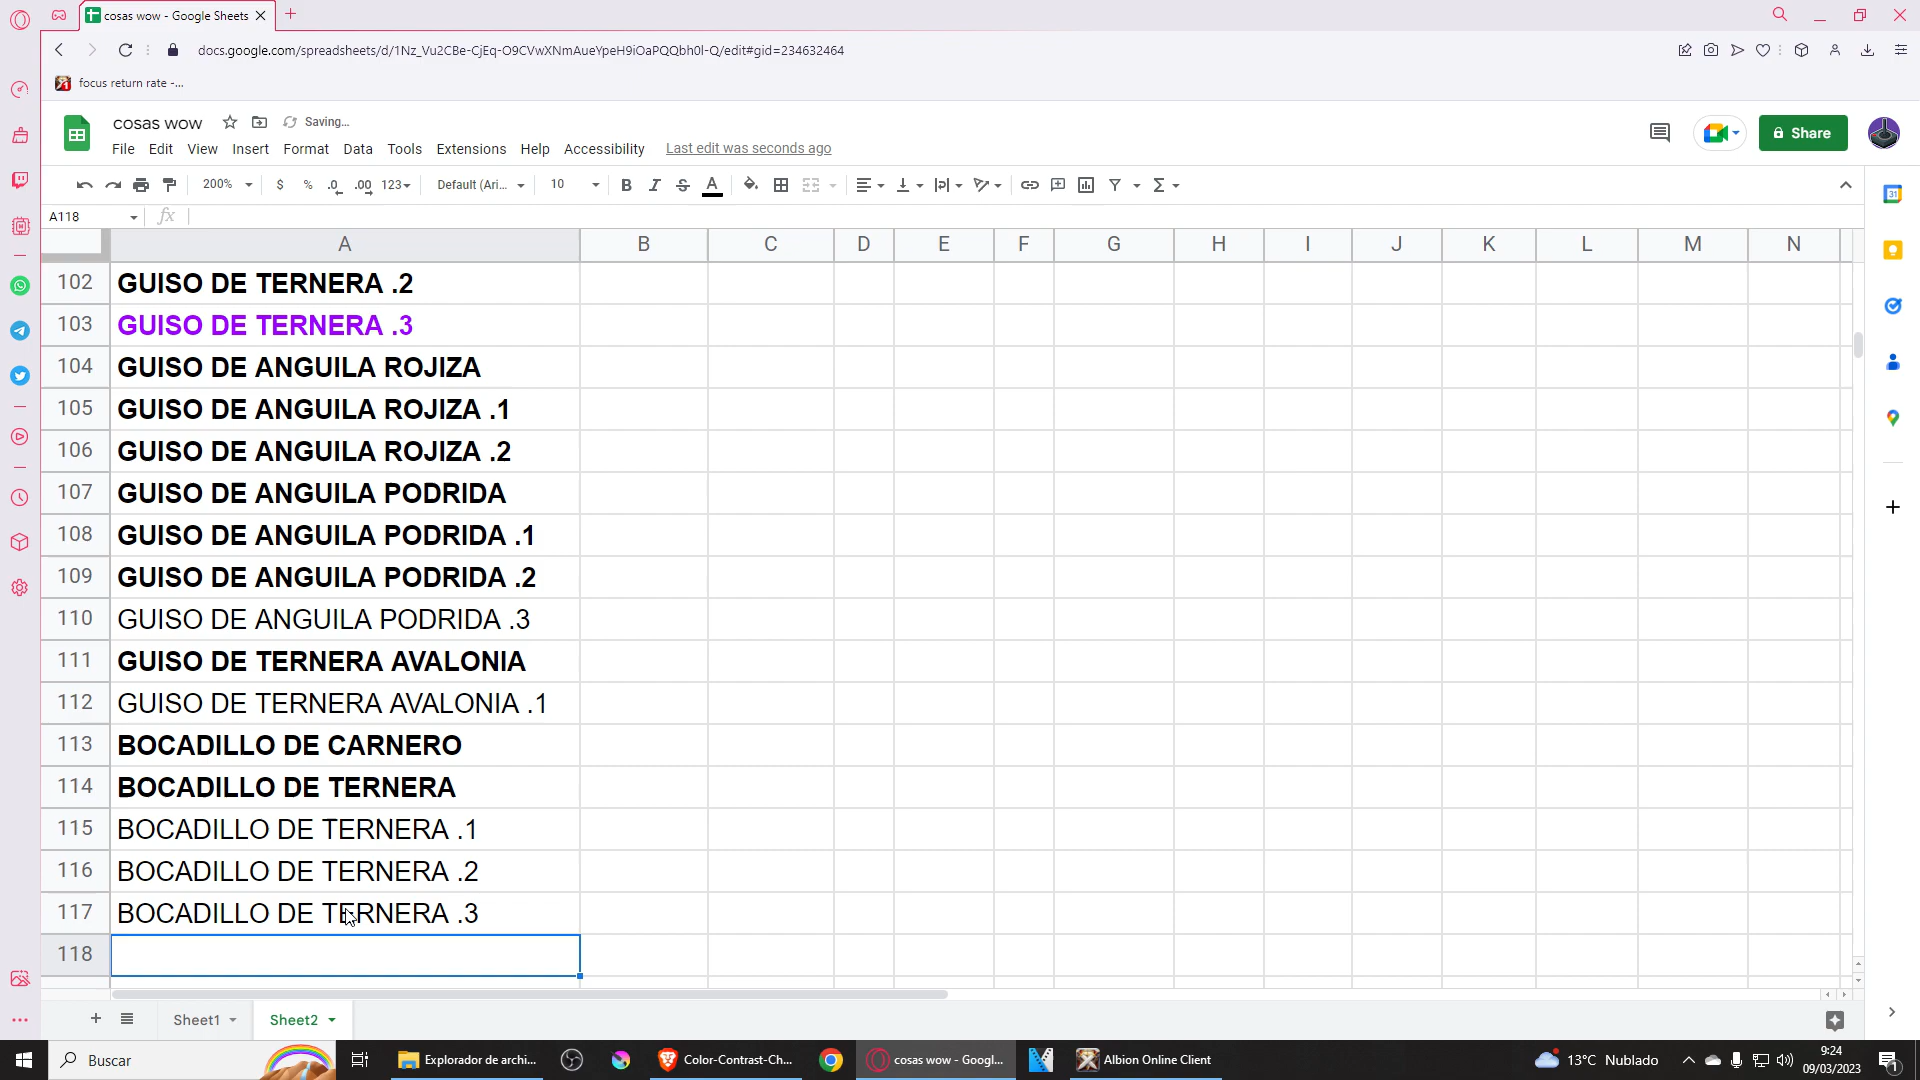 cosas wow - Google Sheets
docs.google.com/spreadsheets/d/1Nz_Vu2CBe-CjEq-O9CVwXNmAueYpeH9iOaPQQbh0l-Q/edit#gid=234632464
focus return rate -...
cosas wow
Saving...
Share
File Edit View Insert Format Data Tools Extensions Help Accessibility Last edit was seconds ago
200% $ % .0 .00 123 Default (Ari... 10 B I S A Σ
A118 fx
A B C D E F G H I J K L M N
102 GUISO DE TERNERA .2
103 GUISO DE TERNERA .3
104 GUISO DE ANGUILA ROJIZA
105 GUISO DE ANGUILA ROJIZA .1
106 GUISO DE ANGUILA ROJIZA .2
107 GUISO DE ANGUILA PODRIDA
108 GUISO DE ANGUILA PODRIDA .1
109 GUISO DE ANGUILA PODRIDA .2
110 GUISO DE ANGUILA PODRIDA .3
111 GUISO DE TERNERA AVALONIA
112 GUISO DE TERNERA AVALONIA .1
113 BOCADILLO DE CARNERO
114 BOCADILLO DE TERNERA
115 BOCADILLO DE TERNERA .1
116 BOCADILLO DE TERNERA .2
117 BOCADILLO DE TERNERA .3
118
Sheet1 Sheet2
31
Buscar
Explorador de archi...
Color-Contrast-Ch...
cosas wow - Googl...
Albion Online Client
13°C Nublado
9:24
09/03/2023
1